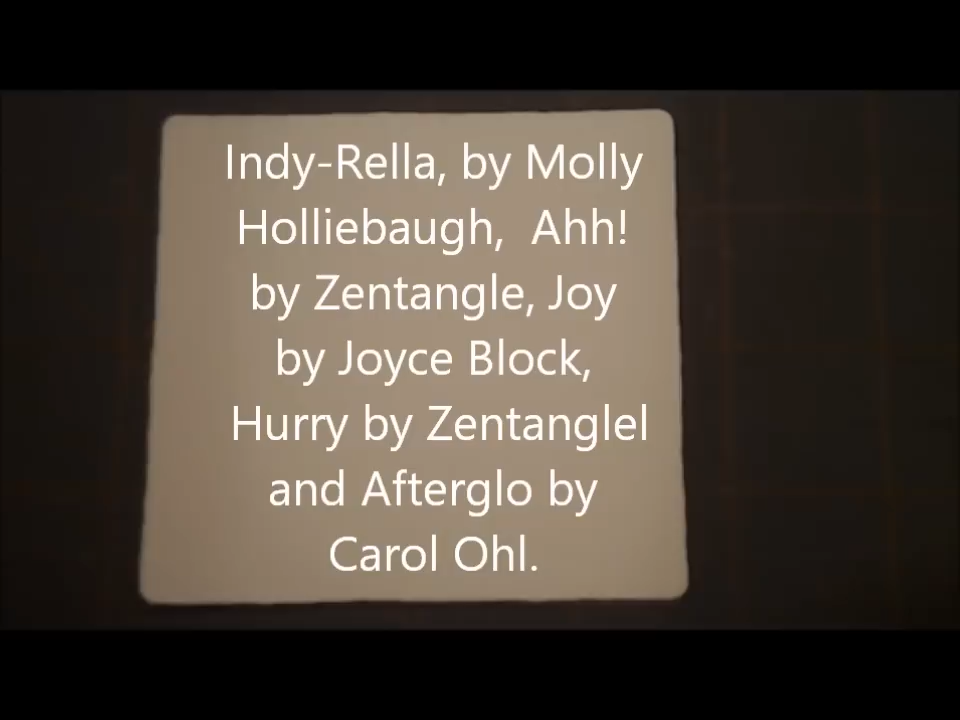 Indy-Rella, by Molly
Holliebaugh,  Ahh!
by Zentangle, Joy
by Joyce Block,
Hurry by Zentanglel
and Afterglo by
Carol Ohl.